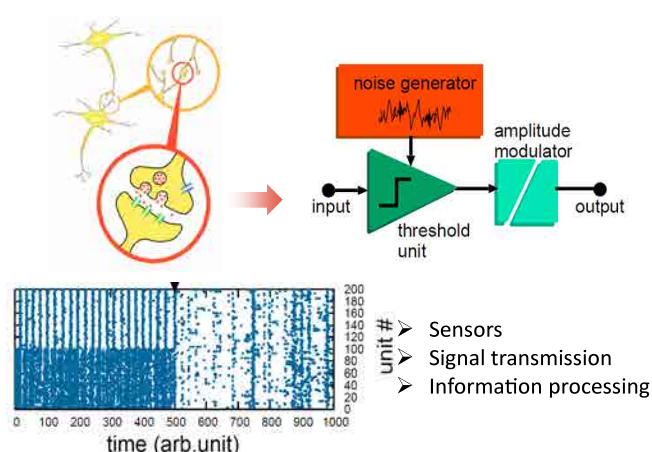 noise generator
amplitude
modulator
input
output
threshold
unit
200
180
160
140
120
100
80
60
40
20
0
unit #
0 100 200 300 400 500 600 700 800 900 1000
time (arb.unit)
➢ Sensors
➢ Signal transmission
➢ Information processing